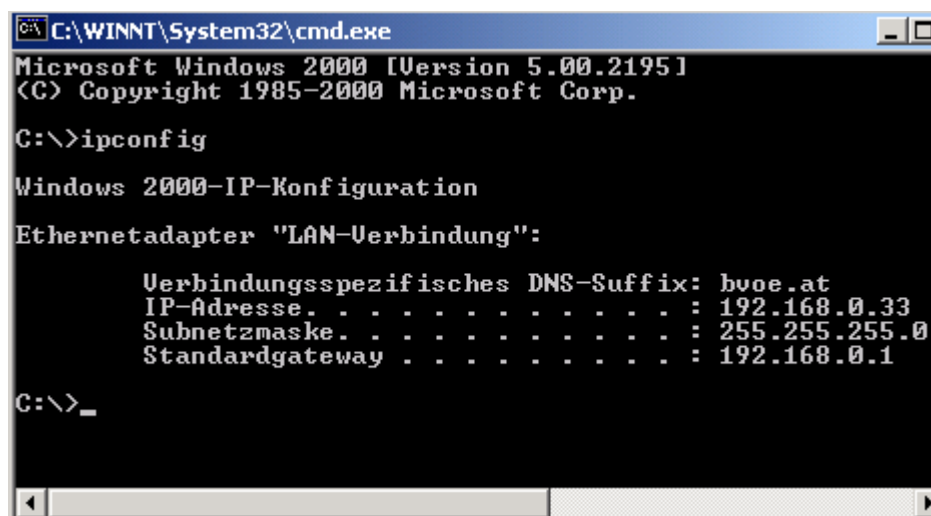 C:\WINNT\System32\cmd.exe
Microsoft Windows 2000 [Version 5.00.2195]
(C) Copyright 1985-2000 Microsoft Corp.
C:\>ipconfig
Windows 2000-IP-Konfiguration
Ethernetadapter "LAN-Verbindung":
Verbindungsspezifisches DNS-Suffix: bvoe.at
IP-Adresse. . . . . . . . . . . . : 192.168.0.33
Subnetzmaske. . . . . . . . . . . : 255.255.255.0
Standardgateway . . . . . . . . . : 192.168.0.1
C:\>_